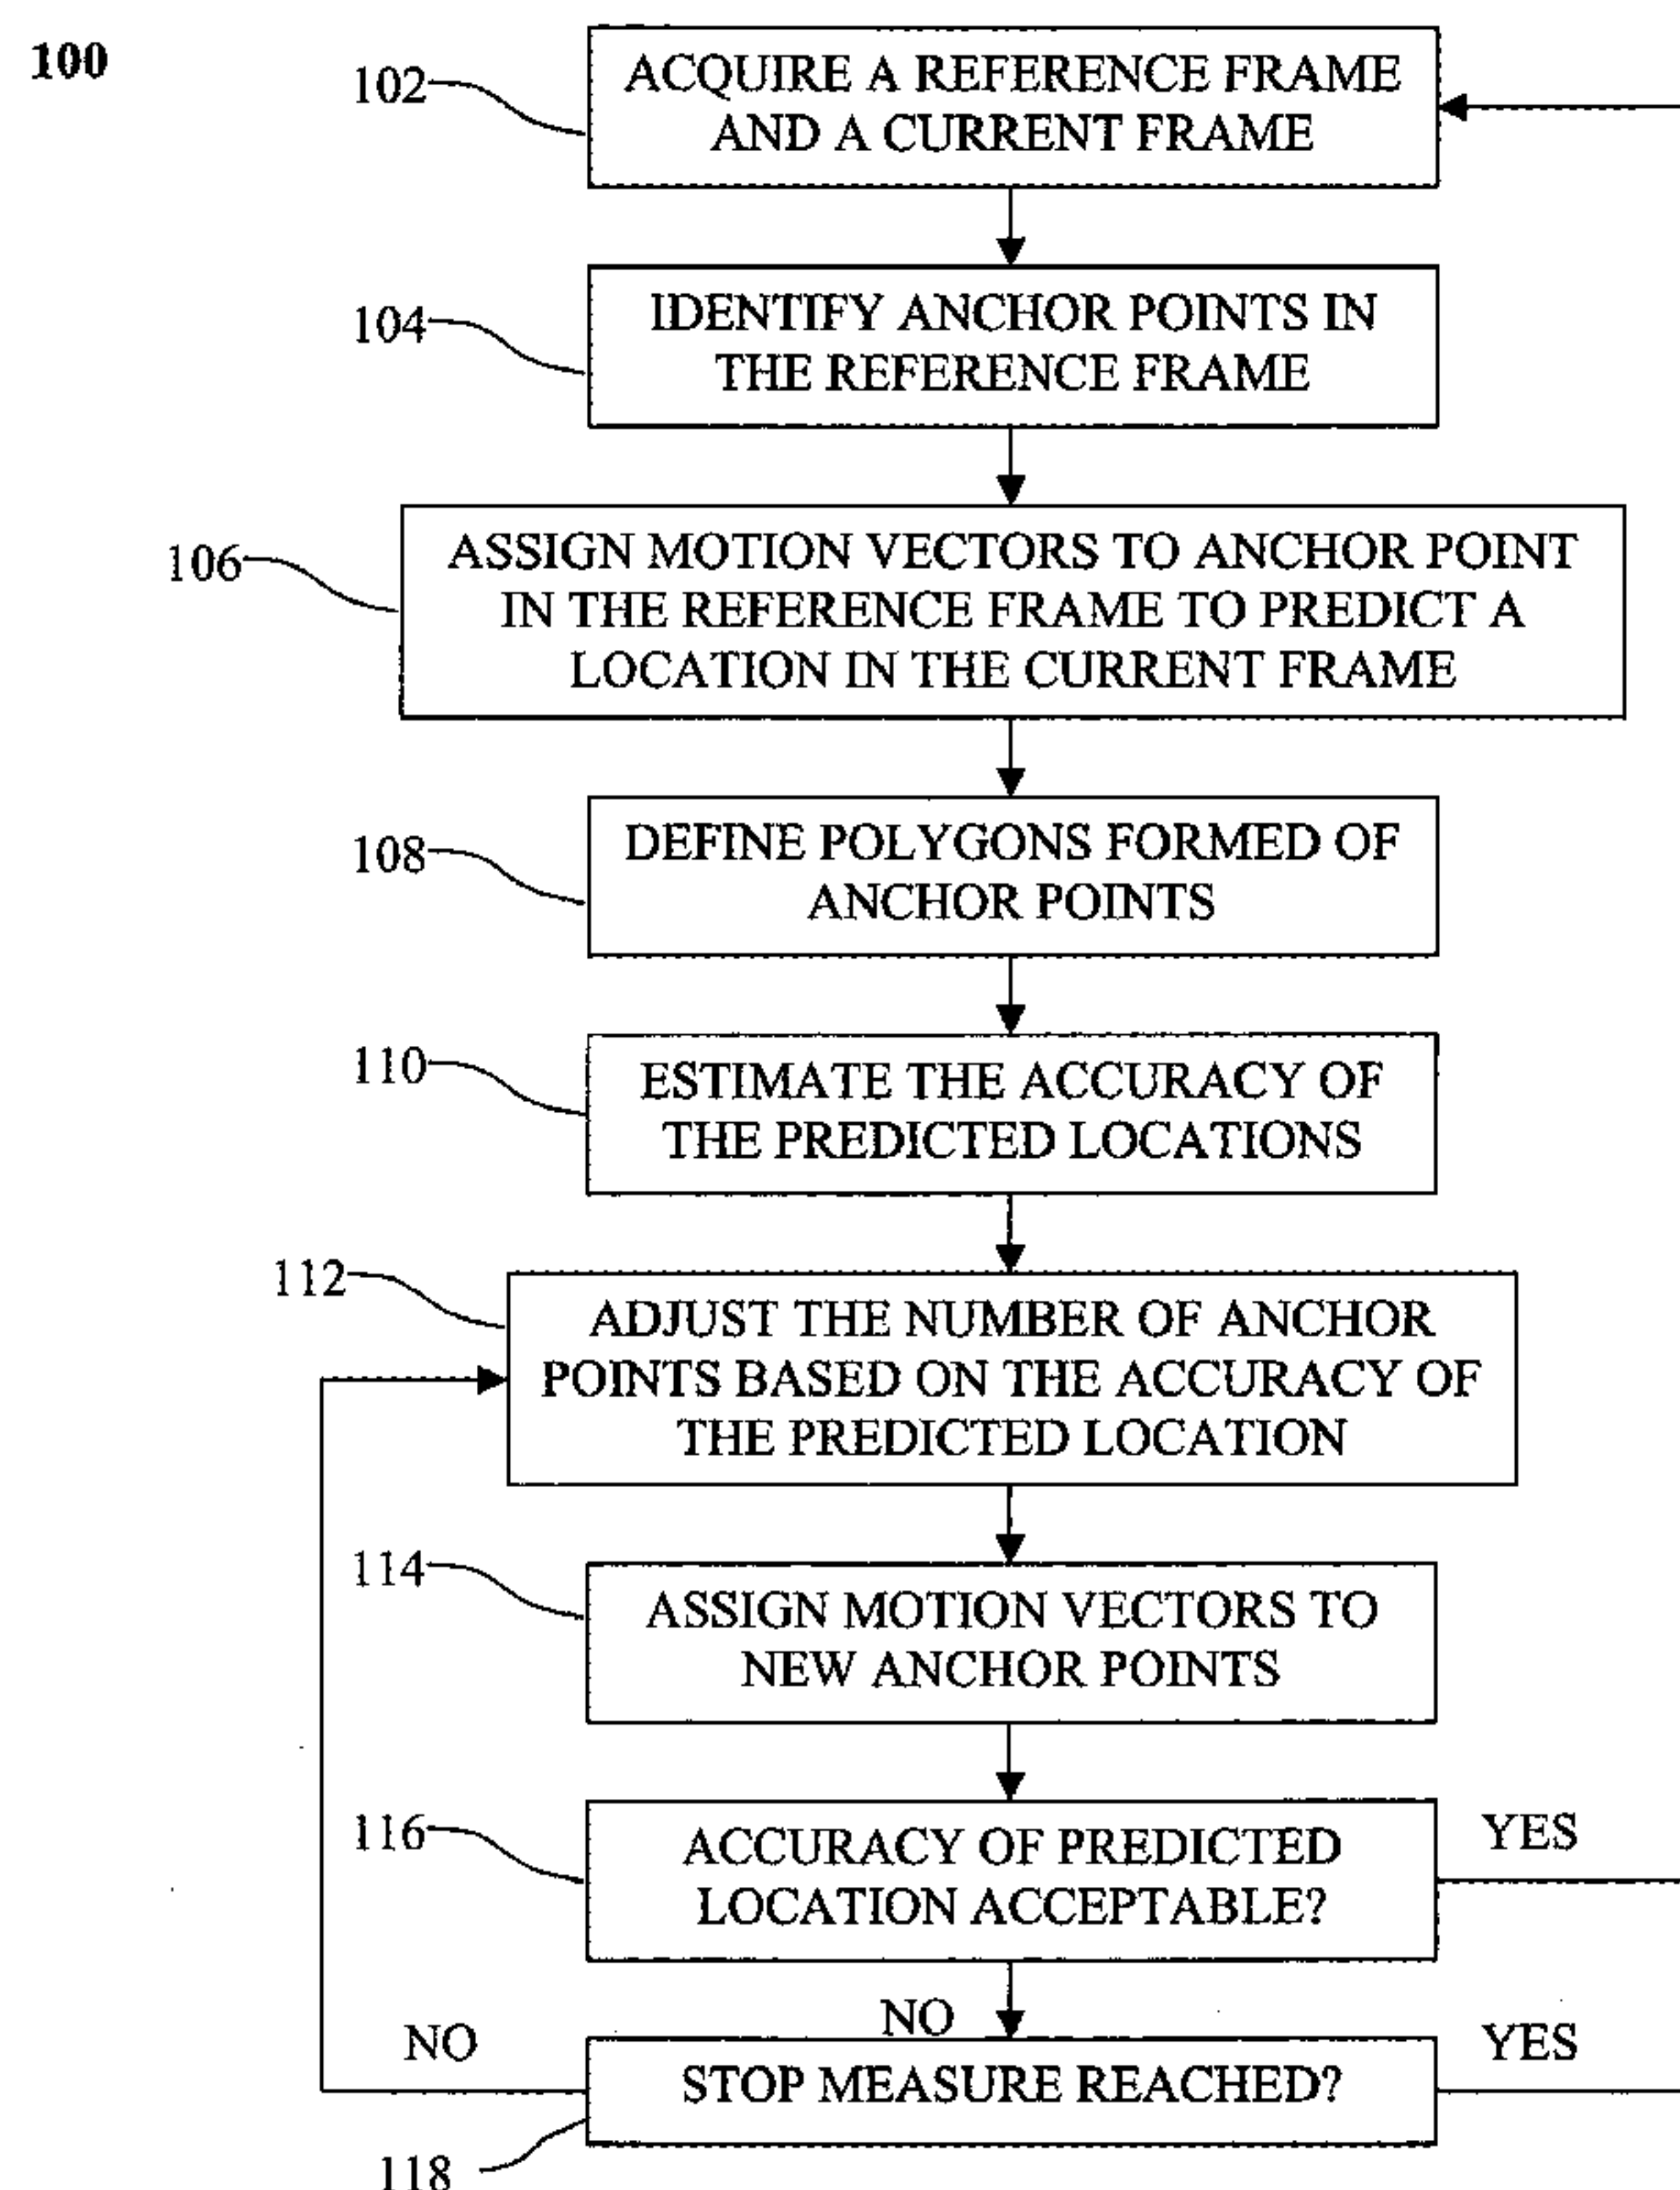 100
102
ACQUIRE A REFERENCE FRAME
AND A CURRENT FRAME
104
IDENTIFY ANCHOR POINTS IN
THE REFERENCE FRAME
106
ASSIGN MOTION VECTORS TO ANCHOR POINT
IN THE REFERENCE FRAME TO PREDICT A
LOCATION IN THE CURRENT FRAME
108
DEFINE POLYGONS FORMED OF
ANCHOR POINTS
110
ESTIMATE THE ACCURACY OF
THE PREDICTED LOCATIONS
112
ADJUST THE NUMBER OF ANCHOR
POINTS BASED ON THE ACCURACY OF
THE PREDICTED LOCATION
114
ASSIGN MOTION VECTORS TO
NEW ANCHOR POINTS
116
ACCURACY OF PREDICTED
LOCATION ACCEPTABLE?
YES
NO
NO
STOP MEASURE REACHED?
YES
118